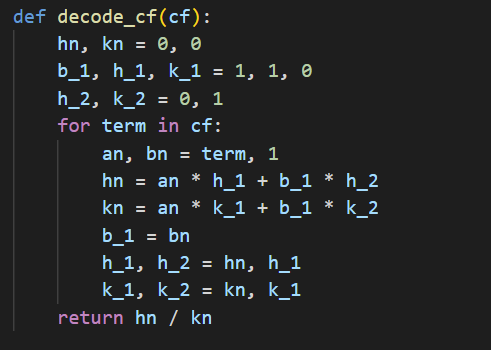 def decode_cf(cf):
    hn, kn = 0, 0
    b_1, h_1, k_1 = 1, 1, 0
    h_2, k_2 = 0, 1
    for term in cf:
        an, bn = term, 1
        hn = an * h_1 + b_1 * h_2
        kn = an * k_1 + b_1 * k_2
        b_1 = bn
        h_1, h_2 = hn, h_1
        k_1, k_2 = kn, k_1
    return hn / kn